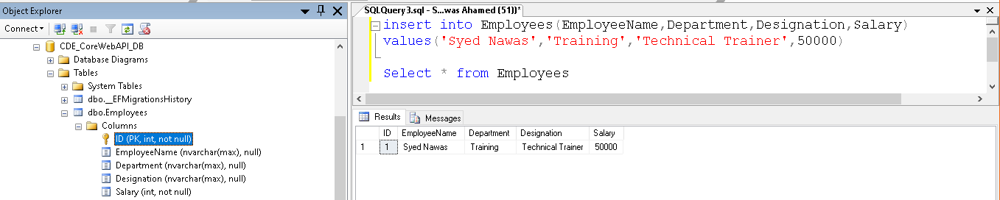 Object Explorer
Connect
CDE_CoreWebAPI_DB
Database Diagrams
Tables
System Tables
dbo.__EFMigrationsHistory
dbo.Employees
Columns
ID (PK, int, not null)
EmployeeName (nvarchar(max), null)
Department (nvarchar(max), null)
Designation (nvarchar(max), null)
Salary (int, not null)
SQLQuery3.sql - S...was Ahamed (51))*
insert into Employees(EmployeeName,Department,Designation,Salary)
values('Syed Nawas','Training','Technical Trainer',50000)
Select * from Employees
Results Messages
ID EmployeeName Department Designation Salary
1 1 Syed Nawas Training Technical Trainer 50000